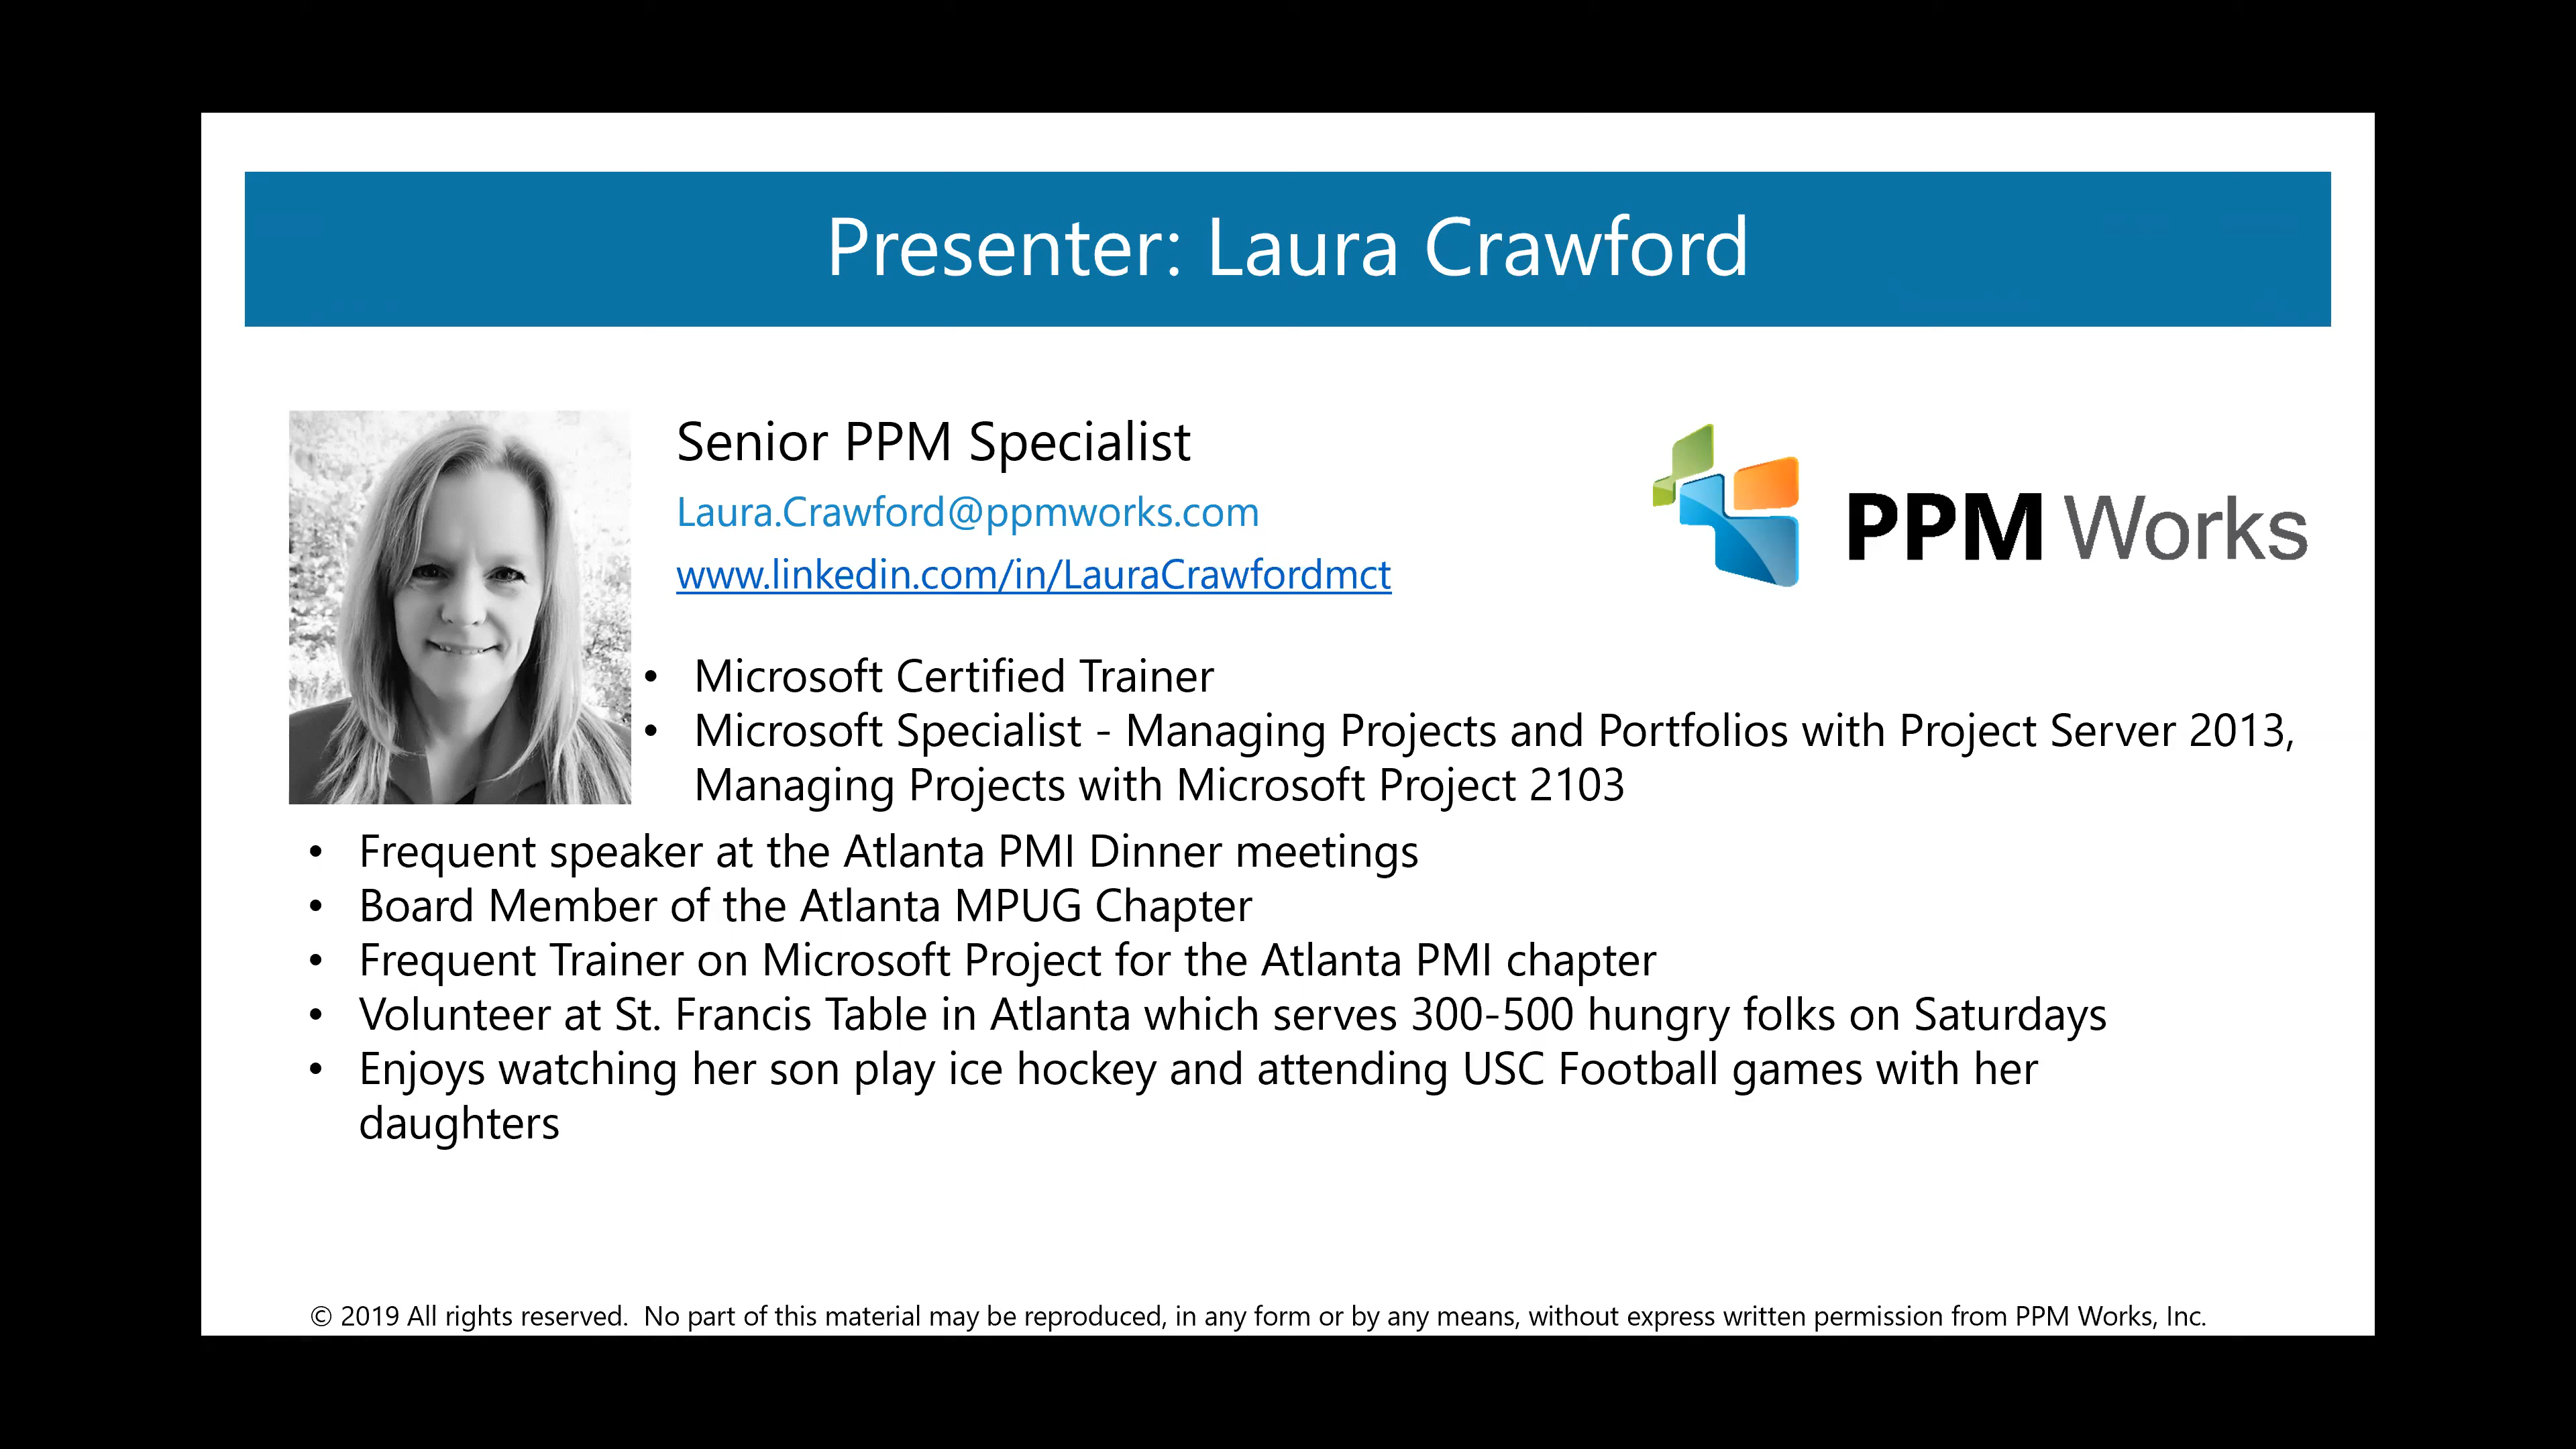 Presenter: Laura Crawford
Senior PPM Specialist
Laura.Crawford@ppmworks.com
www.linkedin.com/in/LauraCrawfordmct
PPM Works
• Microsoft Certified Trainer
• Microsoft Specialist - Managing Projects and Portfolios with Project Server 2013,
Managing Projects with Microsoft Project 2103
• Frequent speaker at the Atlanta PMI Dinner meetings
• Board Member of the Atlanta MPUG Chapter
• Frequent Trainer on Microsoft Project for the Atlanta PMI chapter
• Volunteer at St. Francis Table in Atlanta which serves 300-500 hungry folks on Saturdays
• Enjoys watching her son play ice hockey and attending USC Football games with her
daughters
© 2019 All rights reserved.  No part of this material may be reproduced, in any form or by any means, without express written permission from PPM Works, Inc.